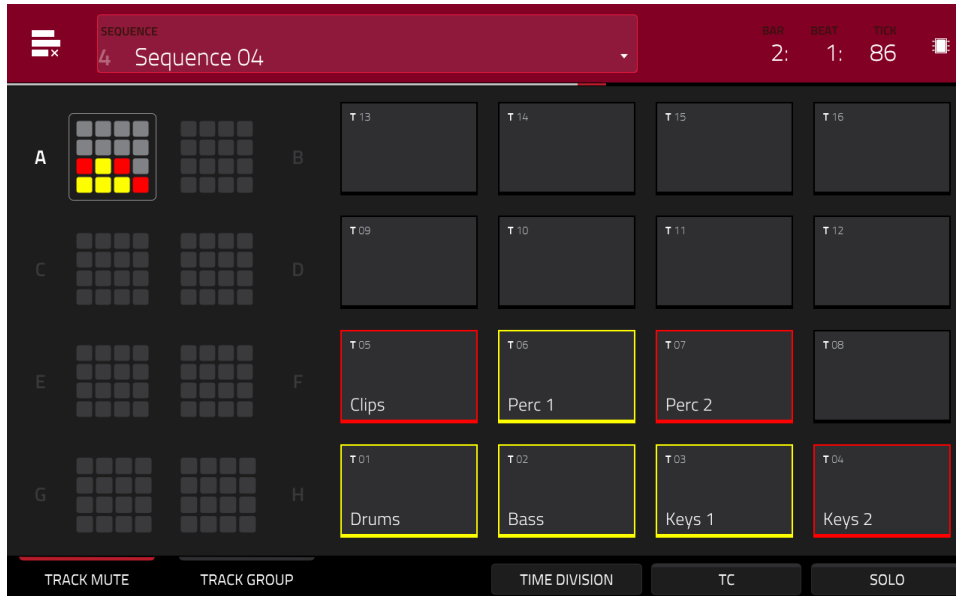 SEQUENCE
4 Sequence 04
BAR BEAT TICK
2: 1: 86
A B
T 13 T 14 T 15 T 16
C D
T 09 T 10 T 11 T 12
E F
T 05 T 06 T 07 T 08
Clips Perc 1 Perc 2
G H
T 01 T 02 T 03 T 04
Drums Bass Keys 1 Keys 2
TRACK MUTE TRACK GROUP TIME DIVISION TC SOLO